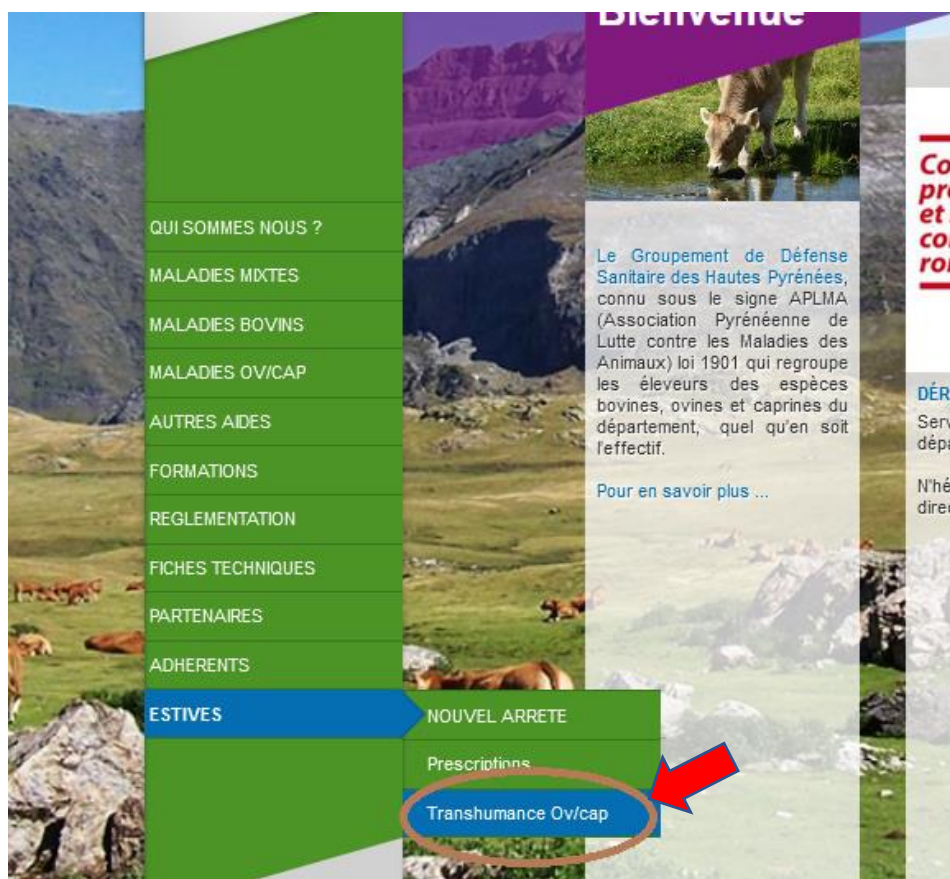 Bienvenue
QUI SOMMES NOUS ?
MALADIES MIXTES
MALADIES BOVINS
MALADIES OV/CAP
AUTRES AIDES
FORMATIONS
REGLEMENTATION
FICHES TECHNIQUES
PARTENAIRES
ADHERENTS
ESTIVES
NOUVEL ARRETE
Prescriptions
Transhumance Ov/cap
Le Groupement de Défense
Sanitaire des Hautes Pyrénées,
connu sous le signe APLMA
(Association Pyrénéenne de
Lutte contre les Maladies des
Animaux) loi 1901 qui regroupe
les éleveurs des espèces
bovines, ovines et caprines du
département, quel qu'en soit
l'effectif.
Pour en savoir plus ...
et